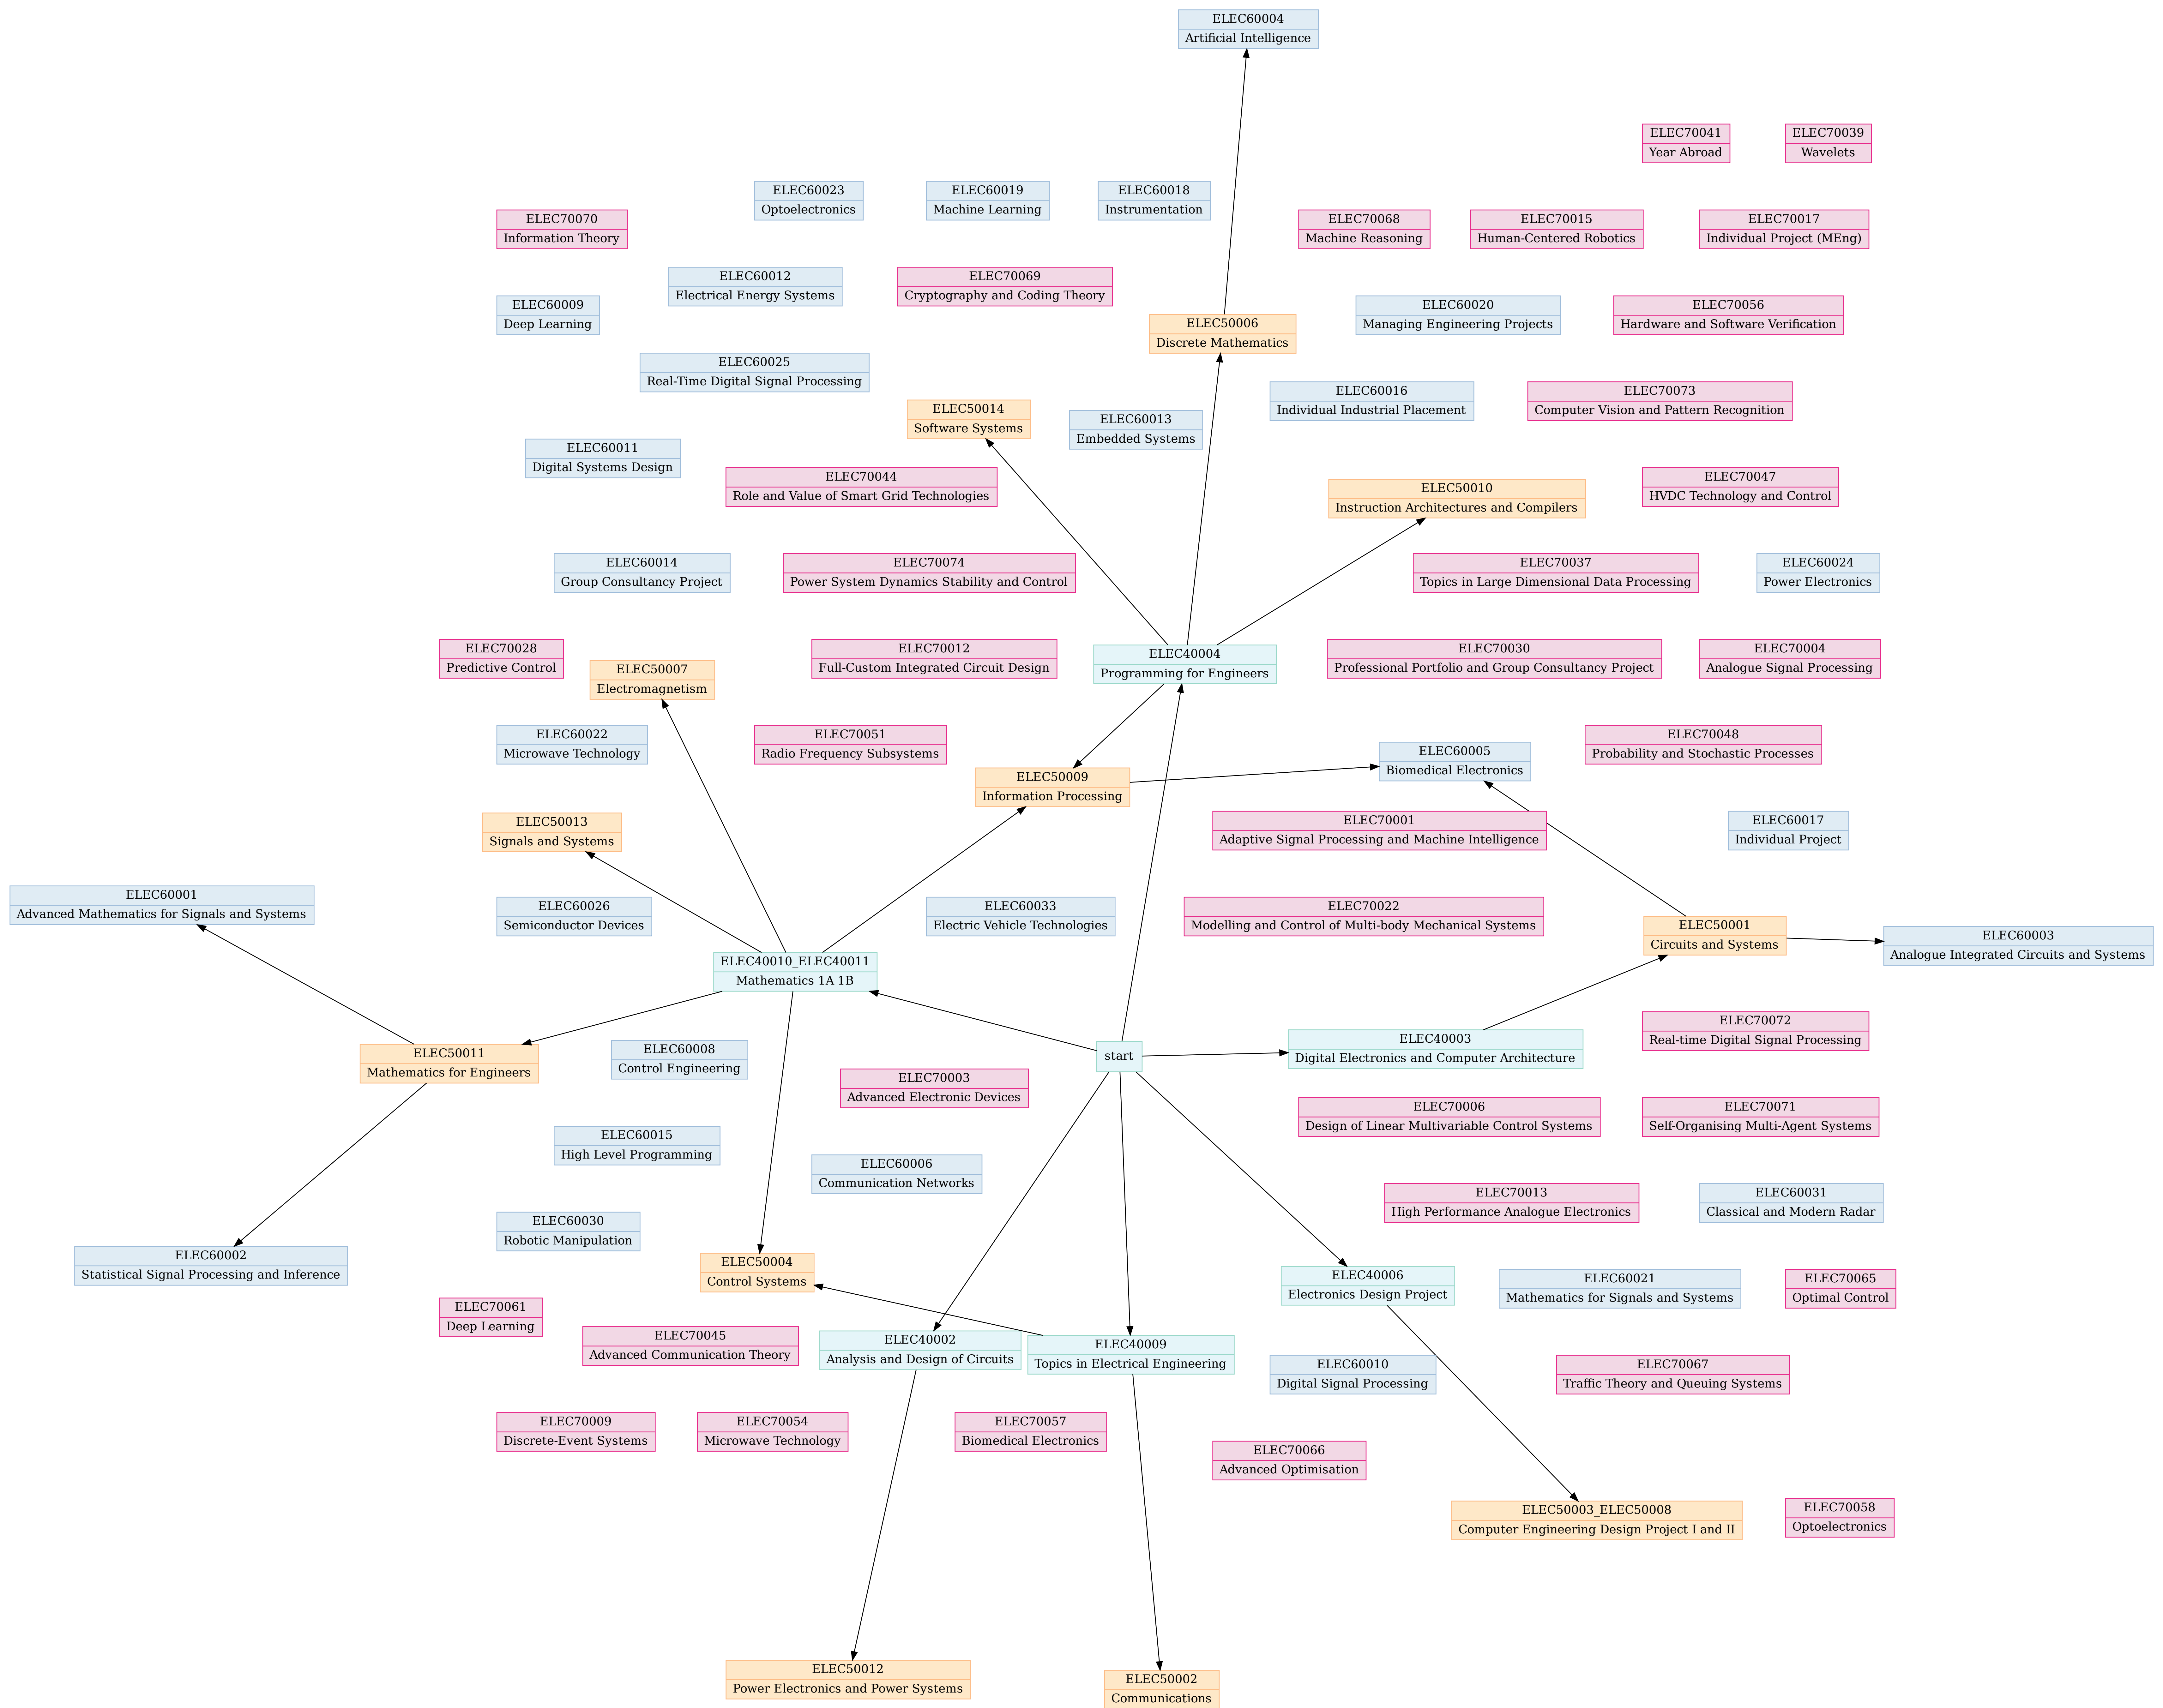 ELEC60004
Artificial Intelligence
ELEC70041
Year Abroad
ELEC70039
Wavelets
ELEC60023
Optoelectronics
ELEC60019
Machine Learning
ELEC60018
Instrumentation
ELEC70070
Information Theory
ELEC70068
Machine Reasoning
ELEC70015
Human-Centered Robotics
ELEC70017
Individual Project (MEng)
ELEC60012
Electrical Energy Systems
ELEC70069
Cryptography and Coding Theory
ELEC60009
Deep Learning
ELEC50006
Discrete Mathematics
ELEC60020
Managing Engineering Projects
ELEC70056
Hardware and Software Verification
ELEC60025
Real-Time Digital Signal Processing
ELEC60016
Individual Industrial Placement
ELEC70073
Computer Vision and Pattern Recognition
ELEC50014
Software Systems
ELEC60013
Embedded Systems
ELEC60011
Digital Systems Design
ELEC70044
Role and Value of Smart Grid Technologies
ELEC50010
Instruction Architectures and Compilers
ELEC70047
HVDC Technology and Control
ELEC60014
Group Consultancy Project
ELEC70074
Power System Dynamics Stability and Control
ELEC70037
Topics in Large Dimensional Data Processing
ELEC60024
Power Electronics
ELEC70028
Predictive Control
ELEC50007
Electromagnetism
ELEC70012
Full-Custom Integrated Circuit Design
ELEC40004
Programming for Engineers
ELEC70030
Professional Portfolio and Group Consultancy Project
ELEC70004
Analogue Signal Processing
ELEC60022
Microwave Technology
ELEC70051
Radio Frequency Subsystems
ELEC50009
Information Processing
ELEC60005
Biomedical Electronics
ELEC70048
Probability and Stochastic Processes
ELEC50013
Signals and Systems
ELEC70001
Adaptive Signal Processing and Machine Intelligence
ELEC60017
Individual Project
ELEC60001
Advanced Mathematics for Signals and Systems
ELEC60026
Semiconductor Devices
ELEC60033
Electric Vehicle Technologies
ELEC70022
Modelling and Control of Multi-body Mechanical Systems
ELEC50001
Circuits and Systems
ELEC60003
Analogue Integrated Circuits and Systems
ELEC40010_ELEC40011
Mathematics 1A 1B
ELEC70072
Real-time Digital Signal Processing
ELEC50011
Mathematics for Engineers
ELEC60008
Control Engineering
start
ELEC40003
Digital Electronics and Computer Architecture
ELEC70003
Advanced Electronic Devices
ELEC70006
Design of Linear Multivariable Control Systems
ELEC70071
Self-Organising Multi-Agent Systems
ELEC60015
High Level Programming
ELEC60006
Communication Networks
ELEC70013
High Performance Analogue Electronics
ELEC60031
Classical and Modern Radar
ELEC60030
Robotic Manipulation
ELEC60002
Statistical Signal Processing and Inference
ELEC50004
Control Systems
ELEC40006
Electronics Design Project
ELEC60021
Mathematics for Signals and Systems
ELEC70065
Optimal Control
ELEC70061
Deep Learning
ELEC70045
Advanced Communication Theory
ELEC40002
Analysis and Design of Circuits
ELEC40009
Topics in Electrical Engineering
ELEC60010
Digital Signal Processing
ELEC70067
Traffic Theory and Queuing Systems
ELEC70009
Discrete-Event Systems
ELEC70054
Microwave Technology
ELEC70057
Biomedical Electronics
ELEC70066
Advanced Optimisation
ELEC50003_ELEC50008
Computer Engineering Design Project I and II
ELEC70058
Optoelectronics
ELEC50012
Power Electronics and Power Systems
ELEC50002
Communications